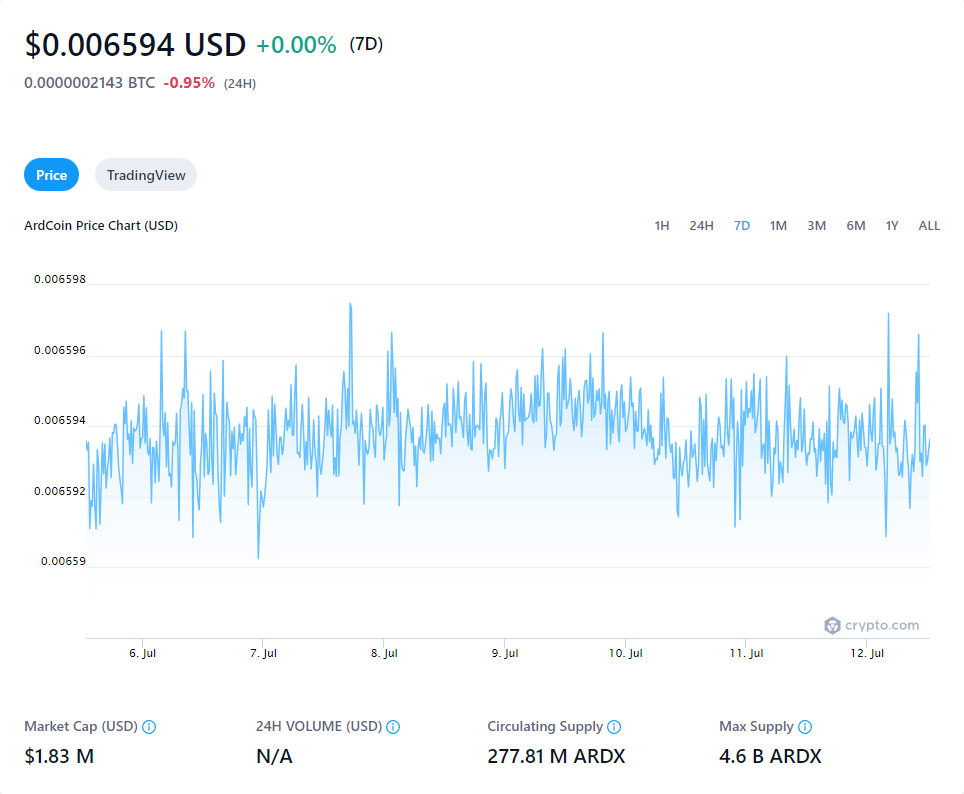 $0.006594 USD +0.00% (7D)
0.0000002143 BTC -0.95% (24H)
Price TradingView
ArdCoin Price Chart (USD) 1H 24H 7D 1M 3M 6M 1Y ALL
0.006598
0.006596
0.006594
0.006592
0.00659
crypto.com
6. Jul 7. Jul 8. Jul 9. Jul 10. Jul 11. Jul 12. Jul
Market Cap (USD) 24H VOLUME (USD) Circulating Supply Max Supply
$1.83 M N/A 277.81 M ARDX 4.6 B ARDX